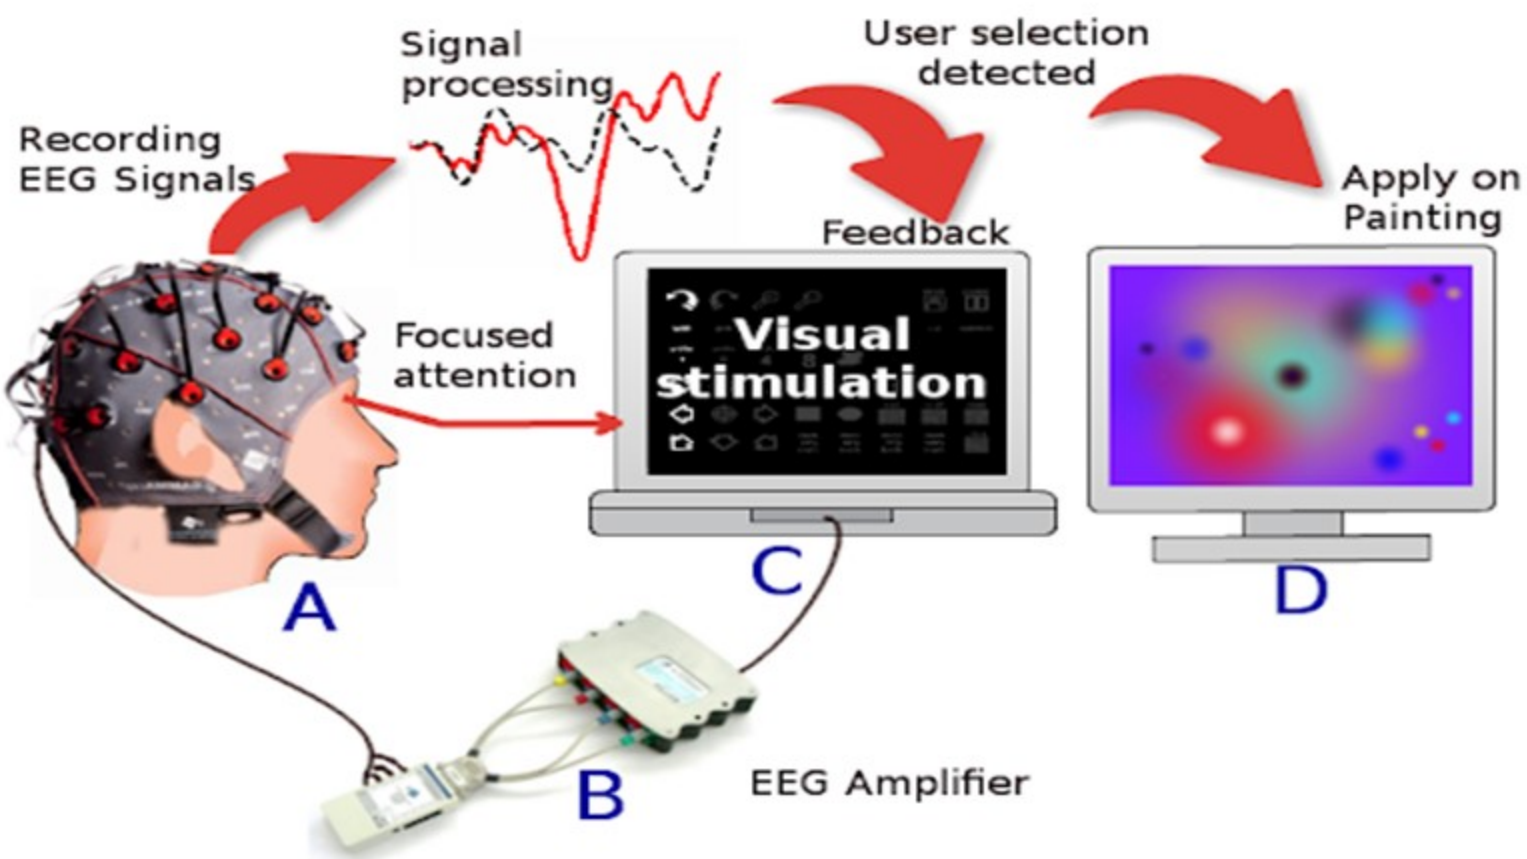 Signal
processing
User selection
detected
Recording
EEG Signals
Apply on
Painting
Feedback
Focused
attention
Visual
stimulation
A
C
D
B
EEG Amplifier